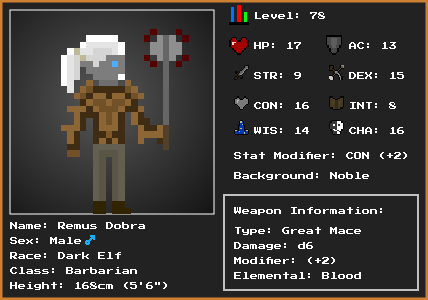 Level: 78
HP: 17 AC: 13
STR: 9 DEX: 15
CON: 16 INT: 8
WIS: 14 CHA: 16
Stat Modifier: CON (+2)
Background: Noble
Weapon Information:
Type: Great Mace
Damage: d6
Modifier: (+2)
Elemental: Blood
Name: Remus Dobra
Sex: Male♂
Race: Dark Elf
Class: Barbarian
Height: 168cm (5'6")